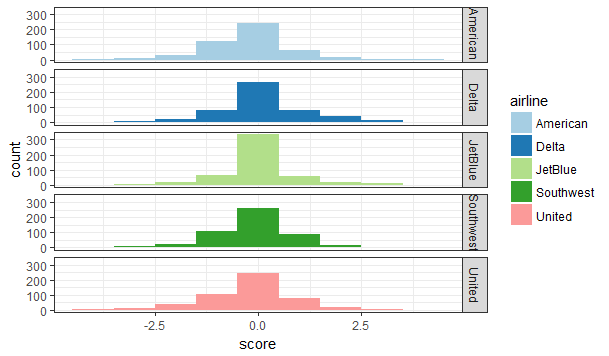 300
200
100
0
American
300
200
100
0
Delta
300
200
100
0
JetBlue
300
200
100
0
Southwest
300
200
100
0
United
count
-2.5
0.0
2.5
score
airline
American
Delta
JetBlue
Southwest
United